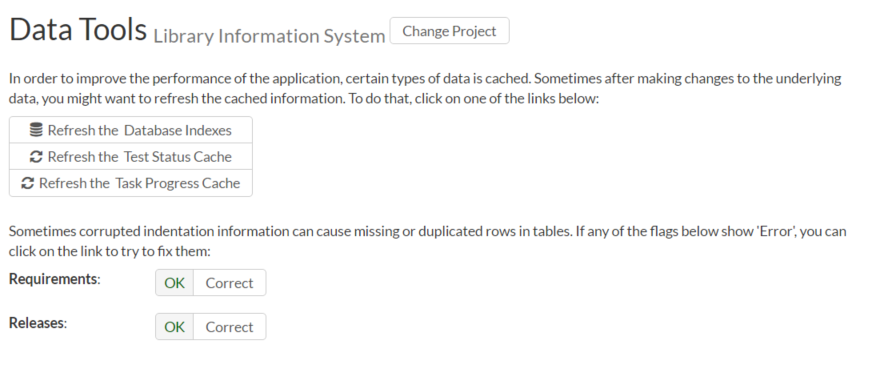 Data Tools Library Information System Change Project
In order to improve the performance of the application, certain types of data is cached. Sometimes after making changes to the underlying
data, you might want to refresh the cached information. To do that, click on one of the links below:
Refresh the Database Indexes
Refresh the Test Status Cache
Refresh the Task Progress Cache
Sometimes corrupted indentation information can cause missing or duplicated rows in tables. If any of the flags below show 'Error', you can
click on the link to try to fix them:
Requirements: OK Correct
Releases: OK Correct